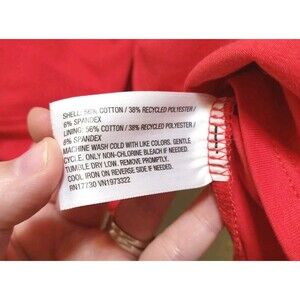 SHELL: 56% COTTON / 38% RECYCLED POLYESTER /
6% SPANDEX
LINING: 56% COTTON / 38% RECYCLED POLYESTER /
6% SPANDEX
MACHINE WASH COLD WITH LIKE COLORS. GENTLE
CYCLE. ONLY NON-CHLORINE BLEACH IF NEEDED.
TUMBLE DRY LOW. REMOVE PROMPTLY.
COOL IRON ON REVERSE SIDE IF NEEDED.
RN17730 VN1973322